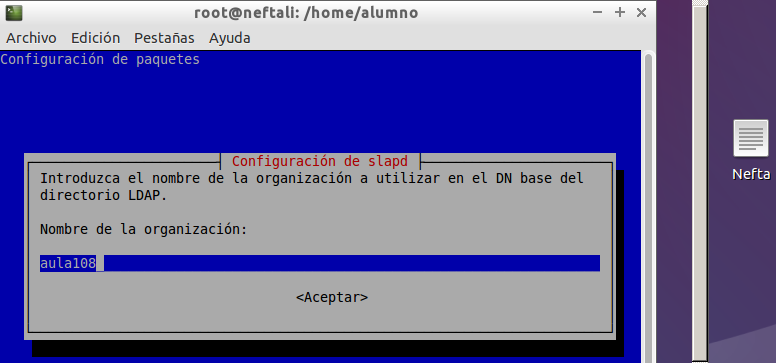 root@neftali: /home/alumno
Archivo Edición Pestañas Ayuda
Configuración de paquetes
Configuración de slapd
Introduzca el nombre de la organización a utilizar en el DN base del
directorio LDAP.
Nombre de la organización:
aula108
<Aceptar>
Nefta